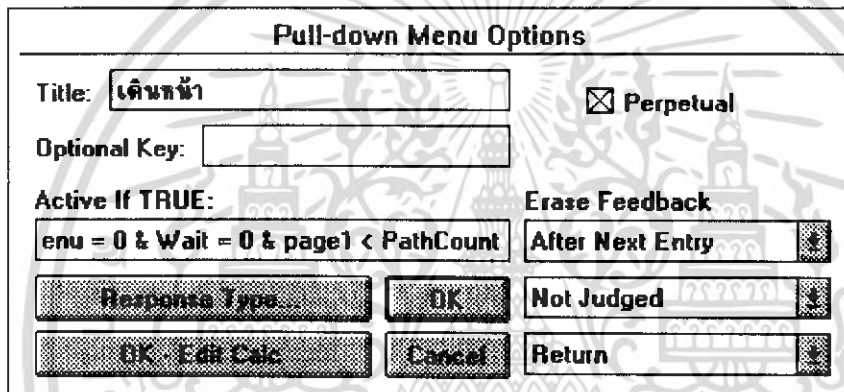 Pull-down Menu Options
Title: เดินหน้า
Perpetual
Optional Key:
Active If TRUE:
Erase Feedback
enu = 0 & Wait = 0 & page1 < PathCount
After Next Entry
Response Type...
OK
Not Judged
OK - Edit Calc
Cancel
Return